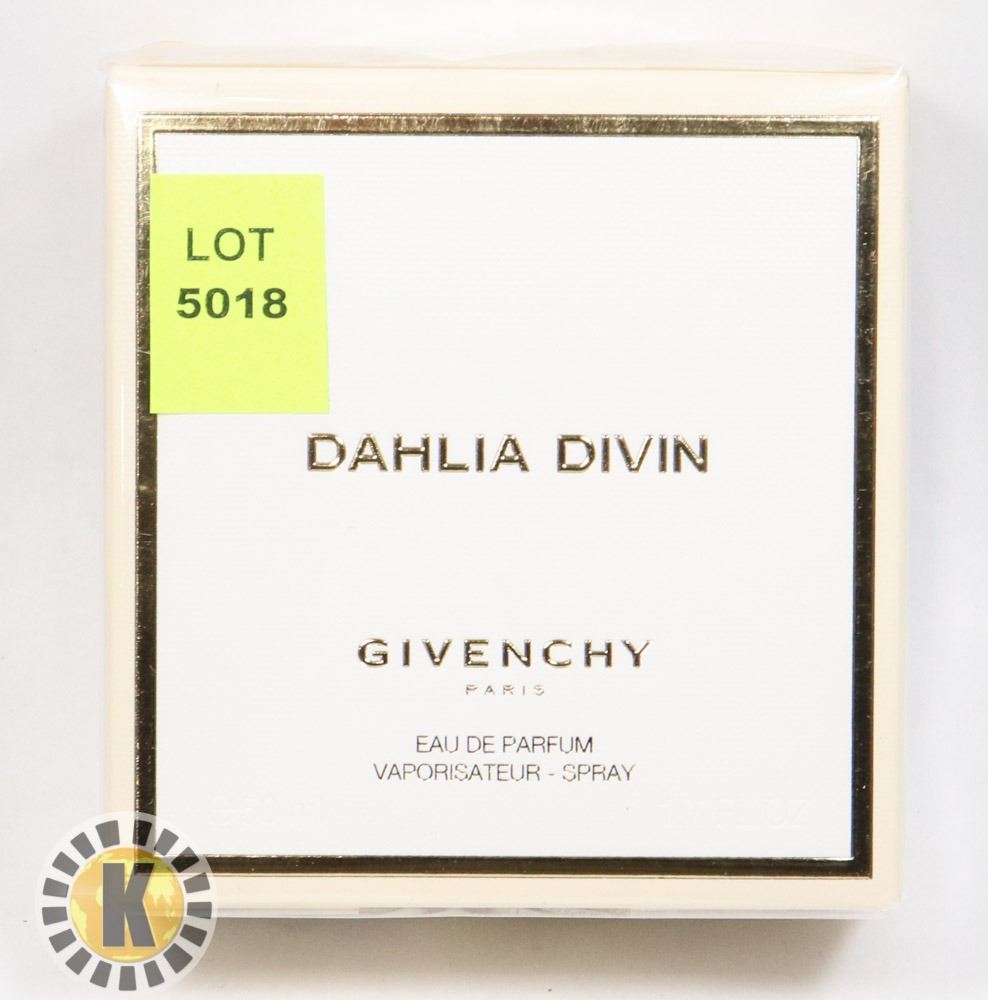 LOT
5018
DAHLIA DIVIN
GIVENCHY
PARIS
EAU DE PARFUM
VAPORISATEUR - SPRAY
K